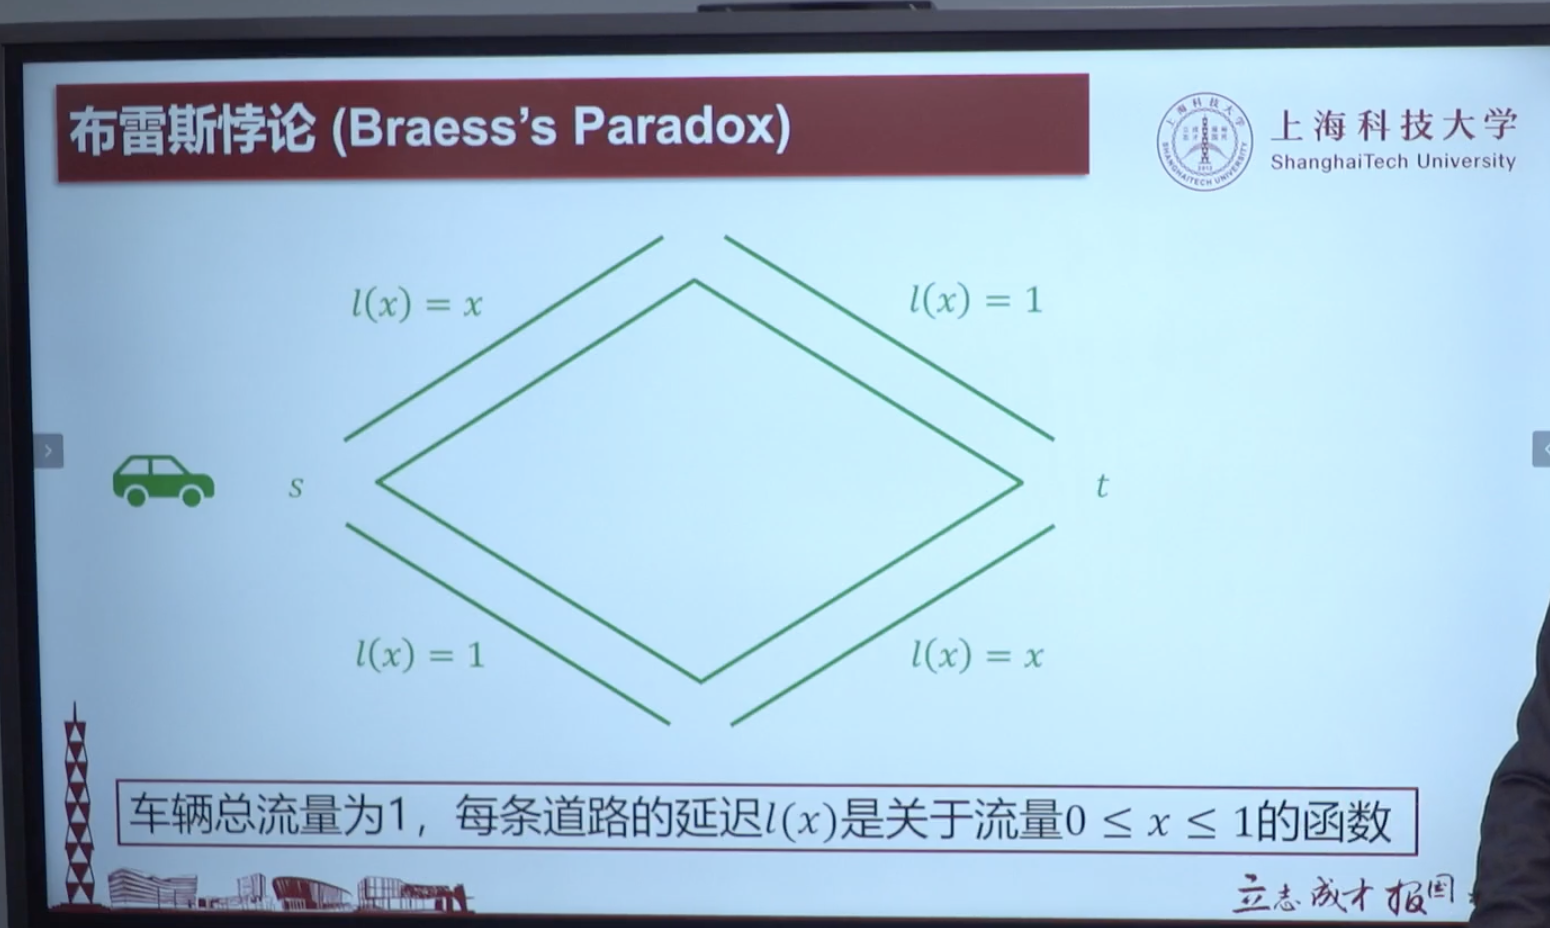 布雷斯悖论 (Braess’s Paradox)
上海科技大学
ShanghaiTech University
l(x) = x
l(x) = 1
s
t
l(x) = 1
l(x) = x
车辆总流量为1，每条道路的延迟l(x)是关于流量0 ≤ x ≤ 1的函数
立志成才 报国